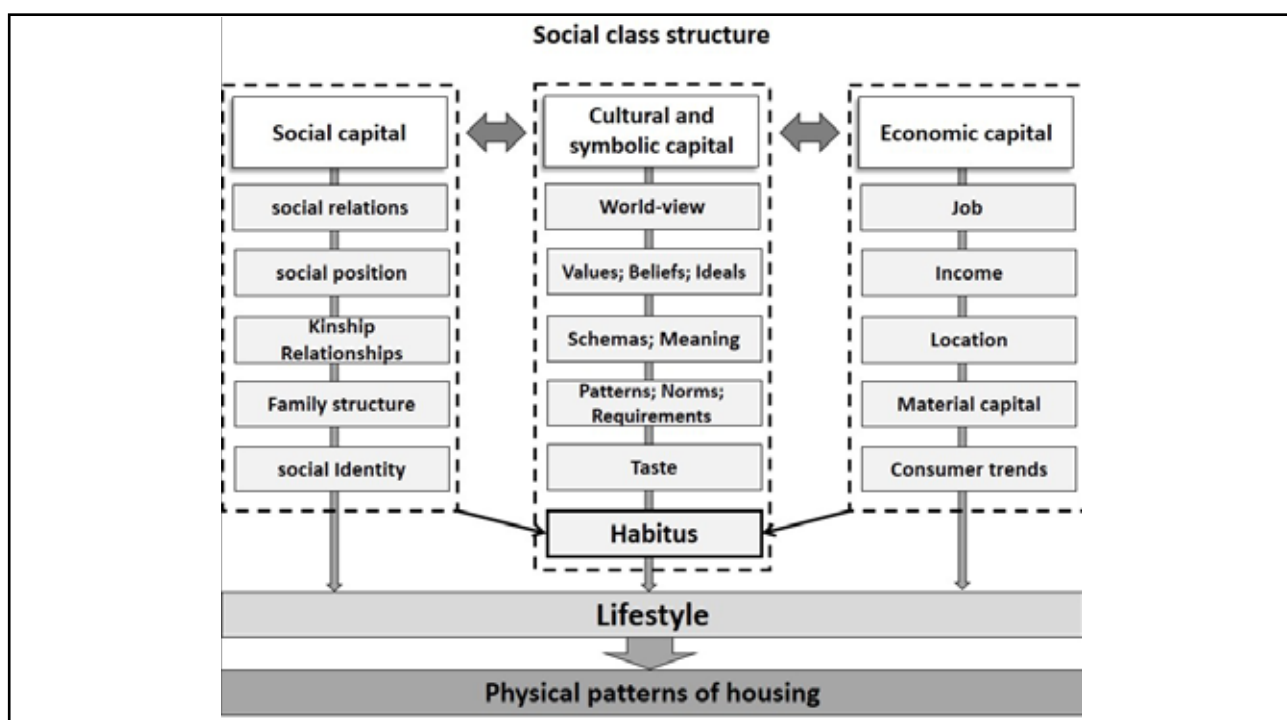 Social class structure
Social capital
social relations
social position
Kinship
Relationships
Family structure
social Identity
Cultural and
symbolic capital
World-view
Values; Beliefs; Ideals
Schemas; Meaning
Patterns; Norms;
Requirements
Taste
Habitus
Economic capital
Job
Income
Location
Material capital
Consumer trends
Lifestyle
Physical patterns of housing